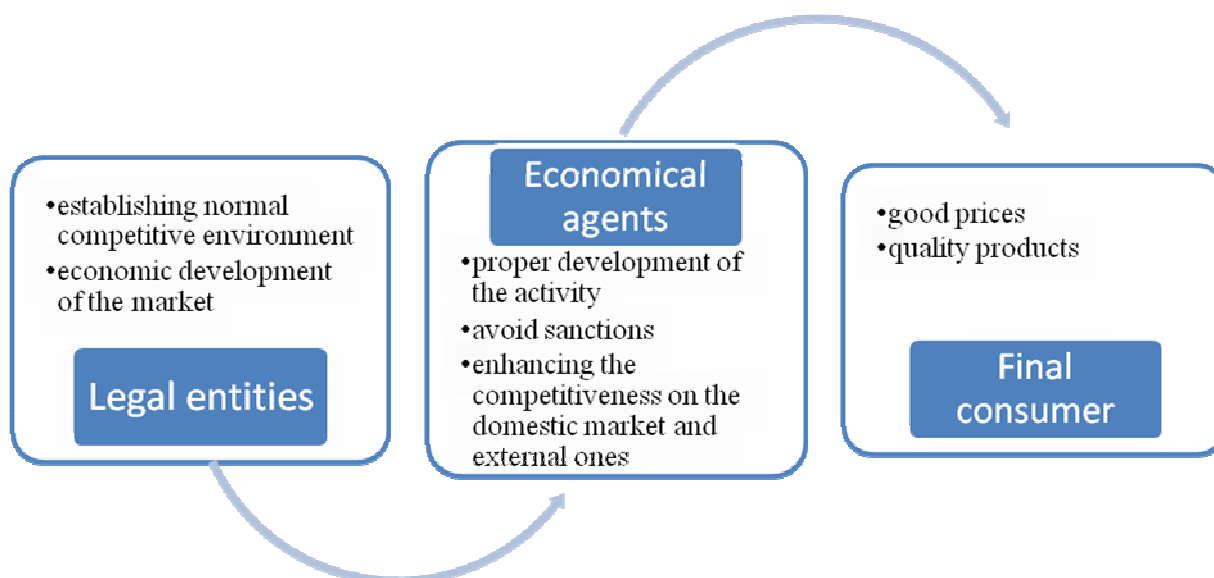 •establishing normal
competitive environment
•economic development
of the market
Legal entities
Economical
agents
•proper development of
the activity
•avoid sanctions
•enhancing the
competitiveness on the
domestic market and
external ones
•good prices
•quality products
Final
consumer